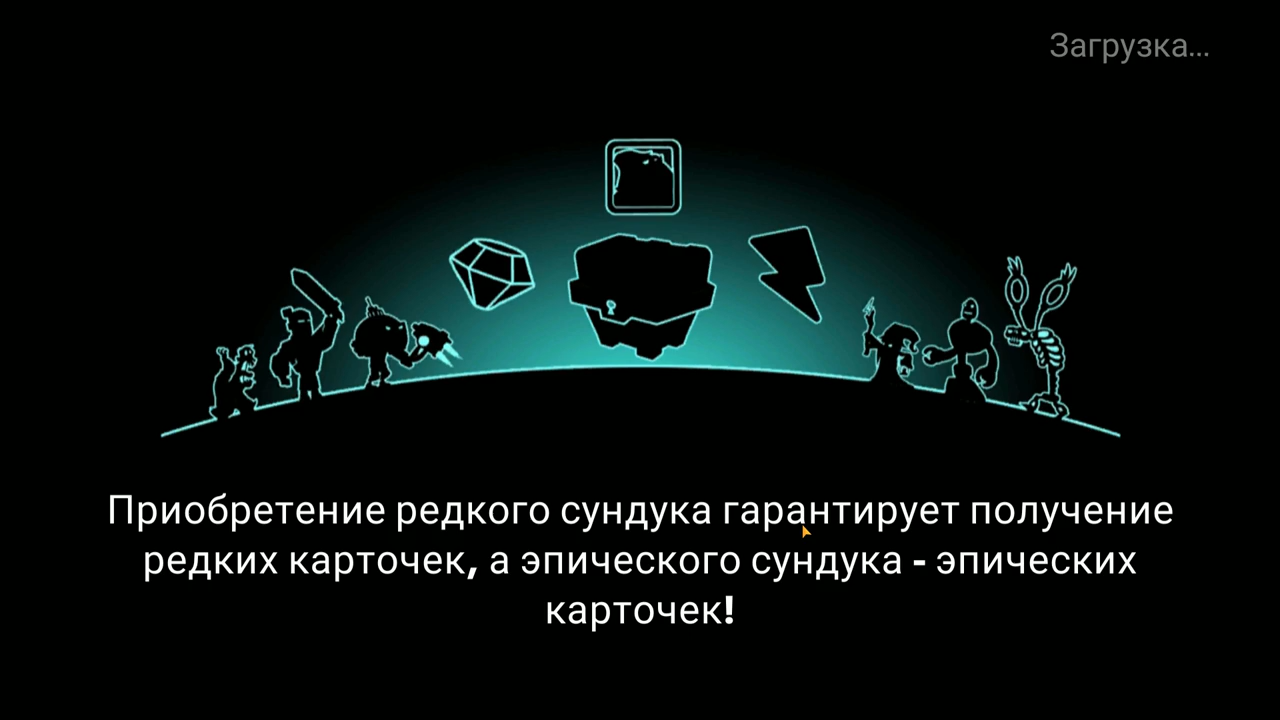 Загрузка...
Приобретение редкого сундука гарантирует получение
редких карточек, а эпического сундука - эпических
карточек!